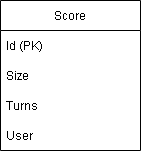 Score
Id (PK)
Size
Turns
User